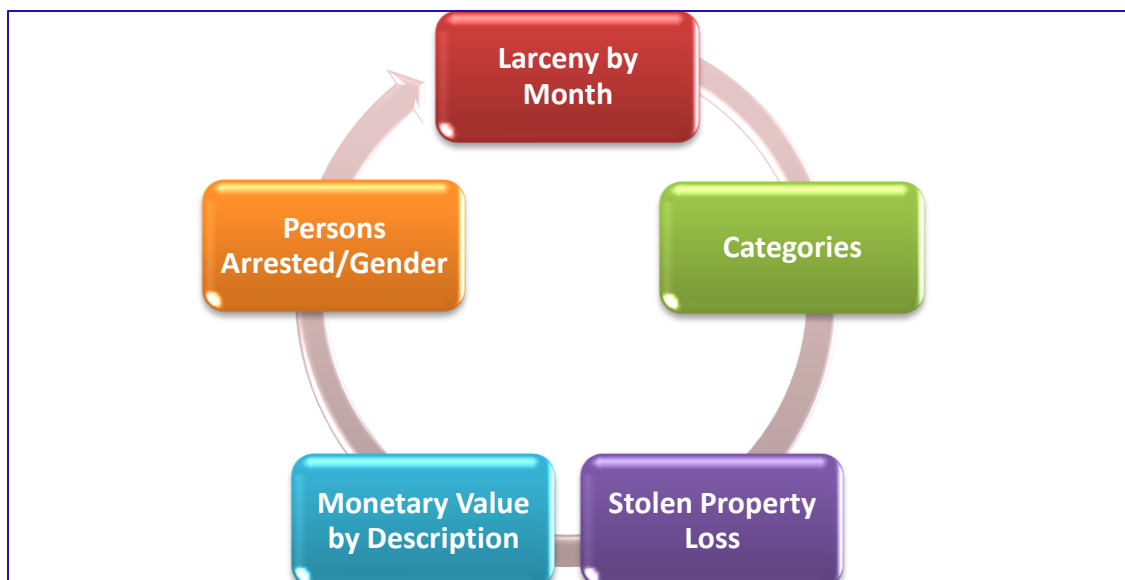 Larceny by
Month
Categories
Stolen Property
Loss
Monetary Value
by Description
Persons
Arrested/Gender